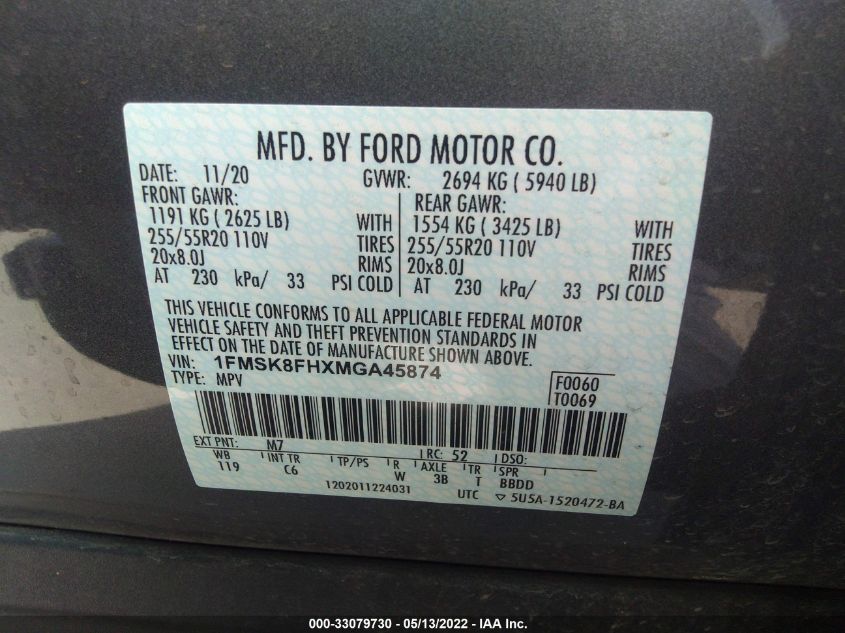 MFD. BY FORD MOTOR CO.
DATE: 11/20 GVWR: 2694 KG ( 5940 LB)
FRONT GAWR: REAR GAWR:
1191 KG ( 2625 LB) WITH 1554 KG ( 3425 LB) WITH
255/55R20 110V TIRES 255/55R20 110V TIRES
20x8.0J RIMS 20x8.0J RIMS
AT 230 kPa/ 33 PSI COLD AT 230 kPa/ 33 PSI COLD
THIS VEHICLE CONFORMS TO ALL APPLICABLE FEDERAL MOTOR
VEHICLE SAFETY AND THEFT PREVENTION STANDARDS IN
EFFECT ON THE DATE OF MANUFACTURE SHOWN ABOVE.
VIN: 1FMSK8FHXMGA45874
TYPE: MPV
F0060
T0069
EXT PNT: M7 RC: 52 DSO:
WB INT TR TP/PS R AXLE TR SPR
119 C6 W 3B T BBDD
1202011224031 UTC ▽ 5U5A-1520472-BA
000-33079730 - 05/13/2022 - IAA Inc.